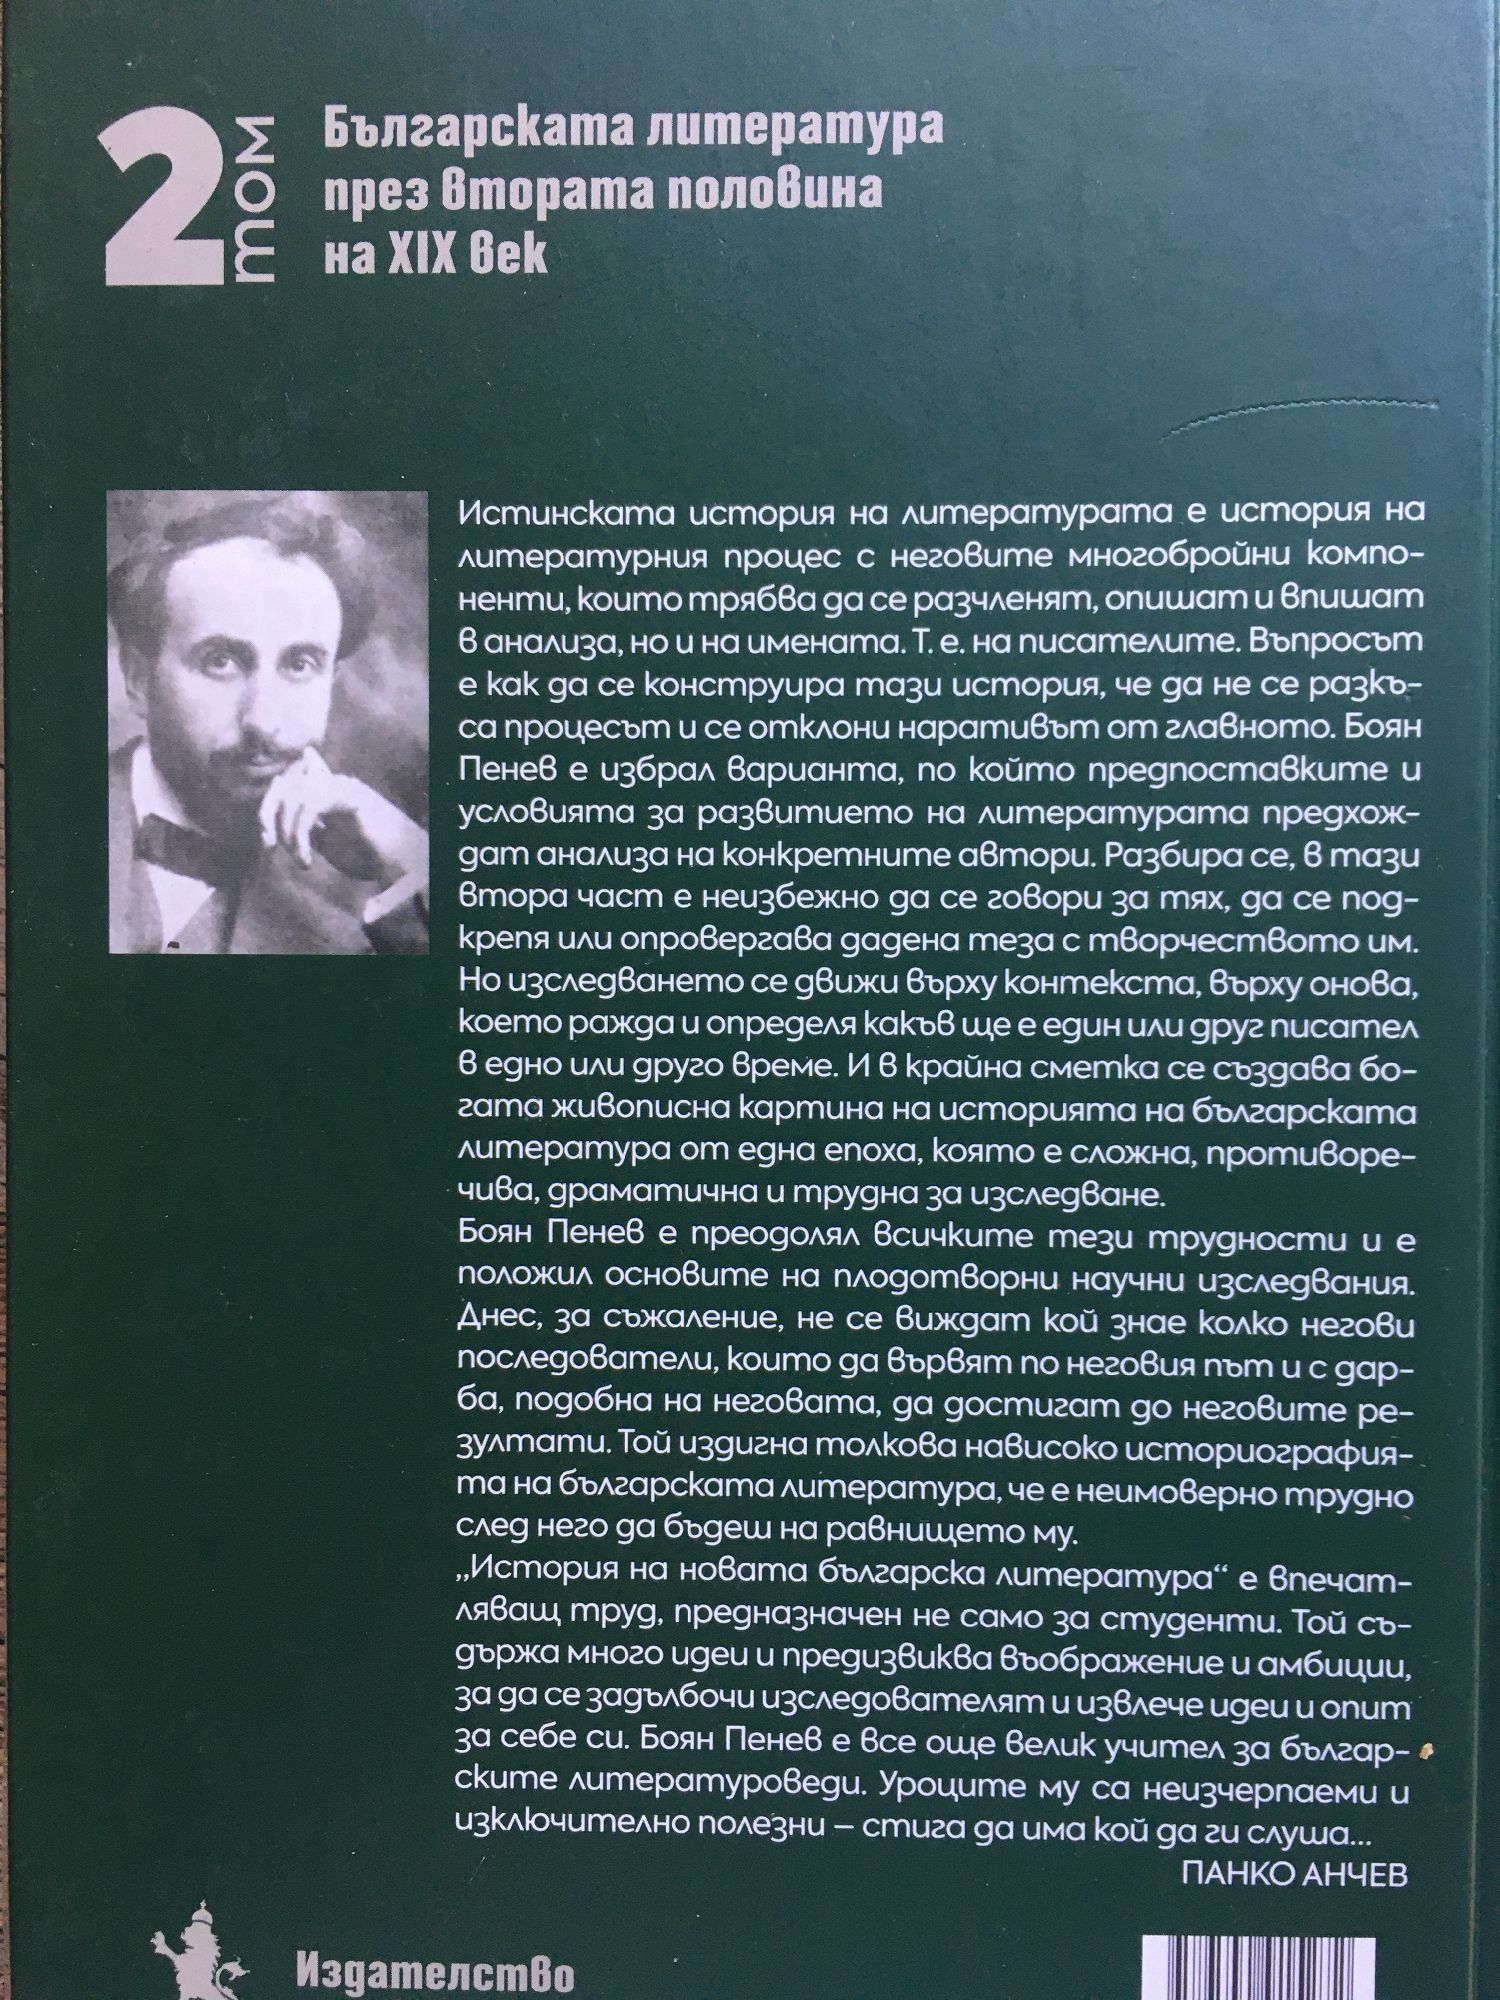 2 том
Българската литература
през втората половина
на XIX век
Истинската история на литературата е история на
литературния процес с неговите многобройни компо-
ненти, които трябва да се разчленят, опишат и впишат
в анализа, но и на имената. Т. е. на писателите. Въпросът
е как да се конструира тази история, че да не се разкъ-
са процесът и се отклони наративът от главното. Боян
Пенев е избрал варианта, по който предпоставките и
условията за развитието на литературата предхож-
дат анализа на конкретните автори. Разбира се, в тази
втора част е неизбежно да се говори за тях, да се под-
крепя или опровергава дадена теза с творчеството им.
Но изследването се движи върху контекста, върху онова,
което ражда и определя какъв ще е един или друг писател
в едно или друго време. И в крайна сметка се създава бо-
гата живописна картина на историята на българската
литература от една епоха, която е сложна, противоре-
чива, драматична и трудна за изследване.
Боян Пенев е преодолял всичките тези трудности и е
положил основите на плодотворни научни изследвания.
Днес, за съжаление, не се виждат кой знае колко негови
последователи, които да вървят по неговия път и с дар-
ба, подобна на неговата, да достигат до неговите ре-
зултати. Той издигна толкова нависоко историография-
та на българската литература, че е неимоверно трудно
след него да бъдеш на равнището му.
„История на новата българска литература“ е впечат-
ляващ труд, предназначен не само за студенти. Той съ-
държа много идеи и предизвиква въображение и амбиции,
за да се задълбочи изследователят и извлече идеи и опит
за себе си. Боян Пенев е все още велик учител за българ-
ските литературоведи. Уроците му са неизчерпаеми и
изключително полезни – стига да има кой да ги слуша...
ПАНКО АНЧЕВ
Издателство